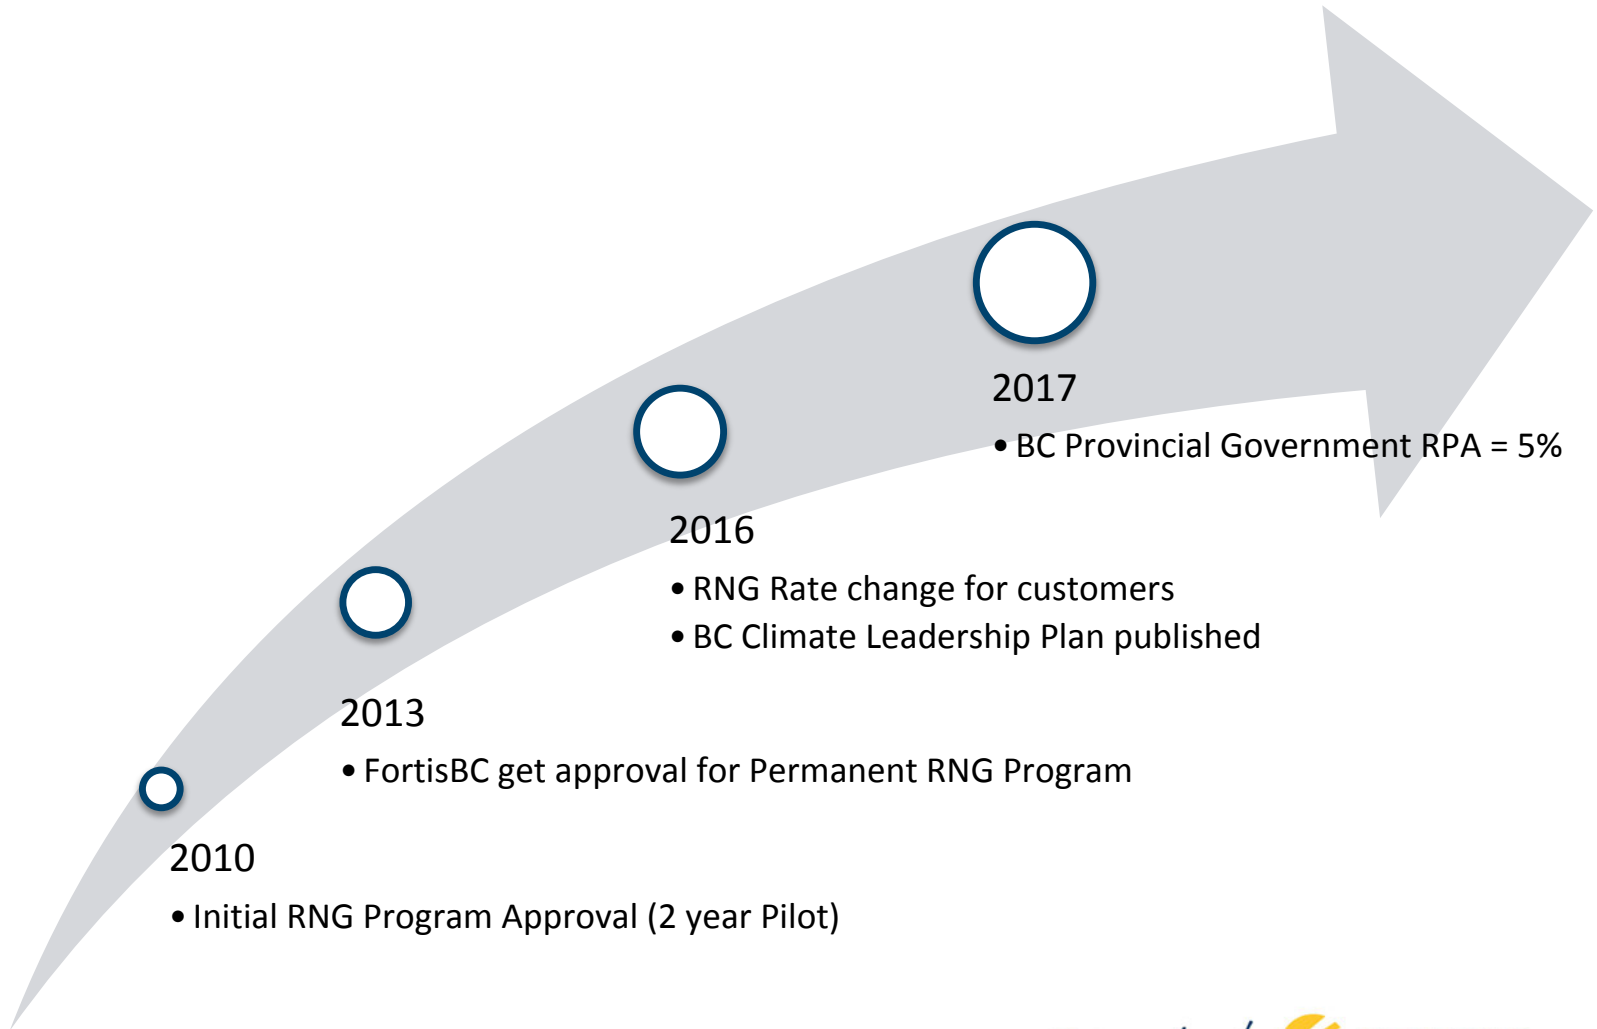 2017
• BC Provincial Government RPA = 5%
2016
• RNG Rate change for customers
• BC Climate Leadership Plan published
2013
• FortisBC get approval for Permanent RNG Program
2010
• Initial RNG Program Approval (2 year Pilot)